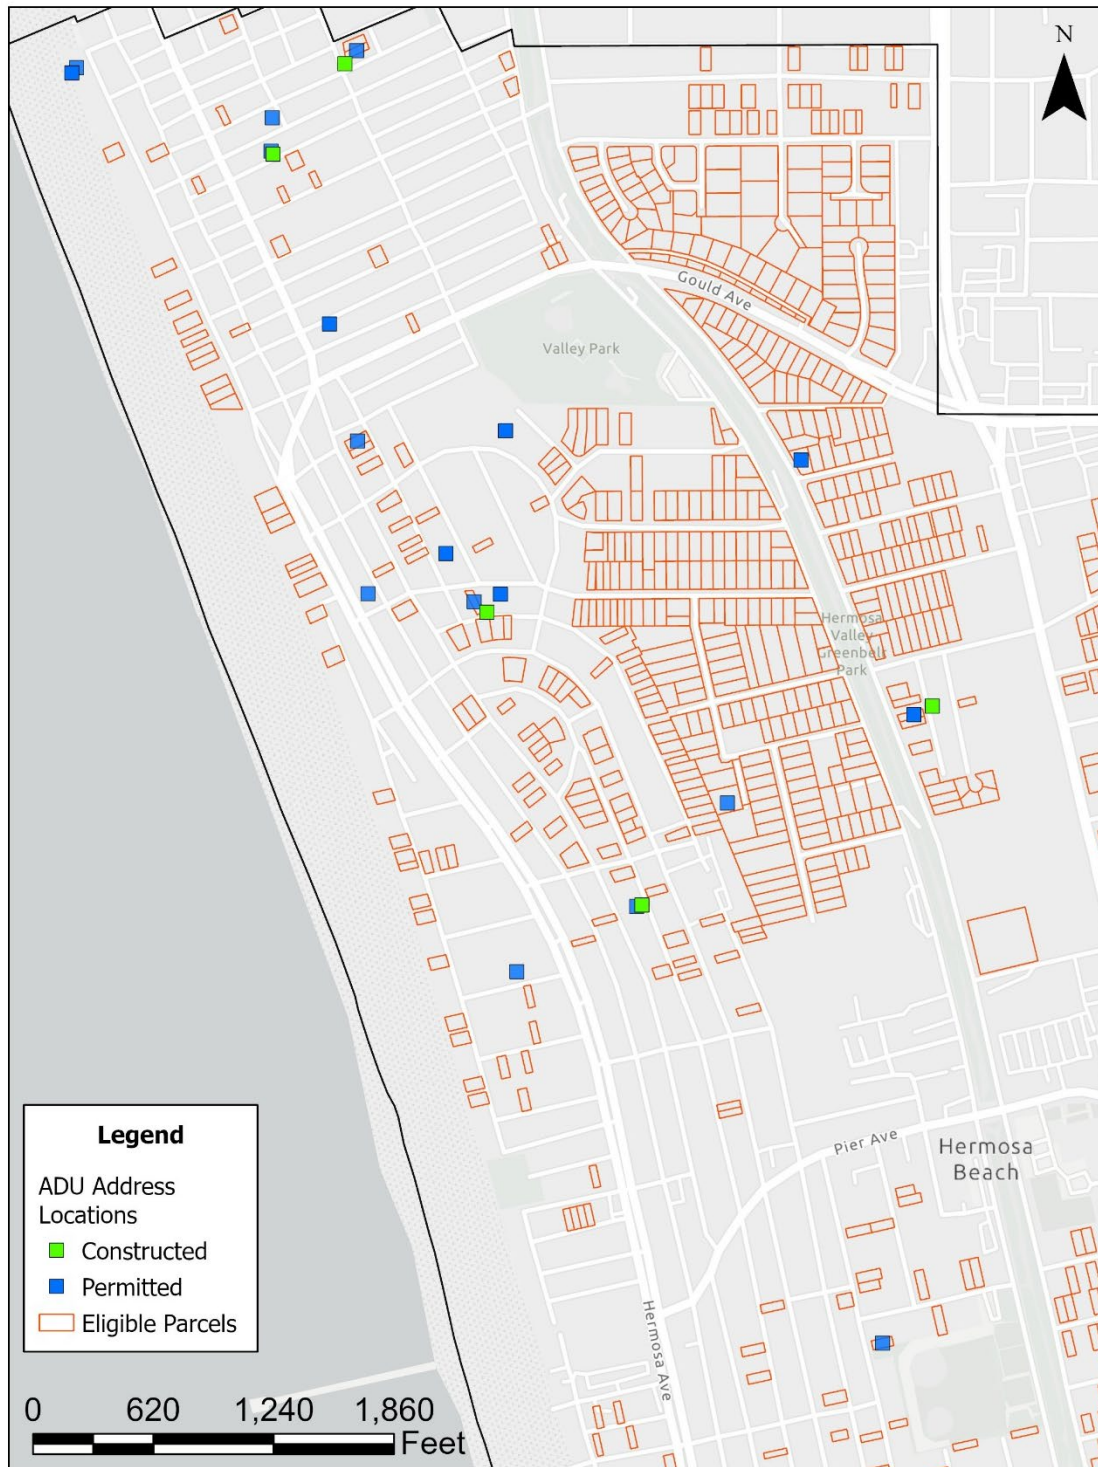 N
Gould Ave
Valley Park
Hermosa
Valley
Greenbelt
Park
Pier Ave
Hermosa
Beach
Hermosa Ave
Legend
ADU Address
Locations
Constructed
Permitted
Eligible Parcels
0 620 1,240 1,860
Feet